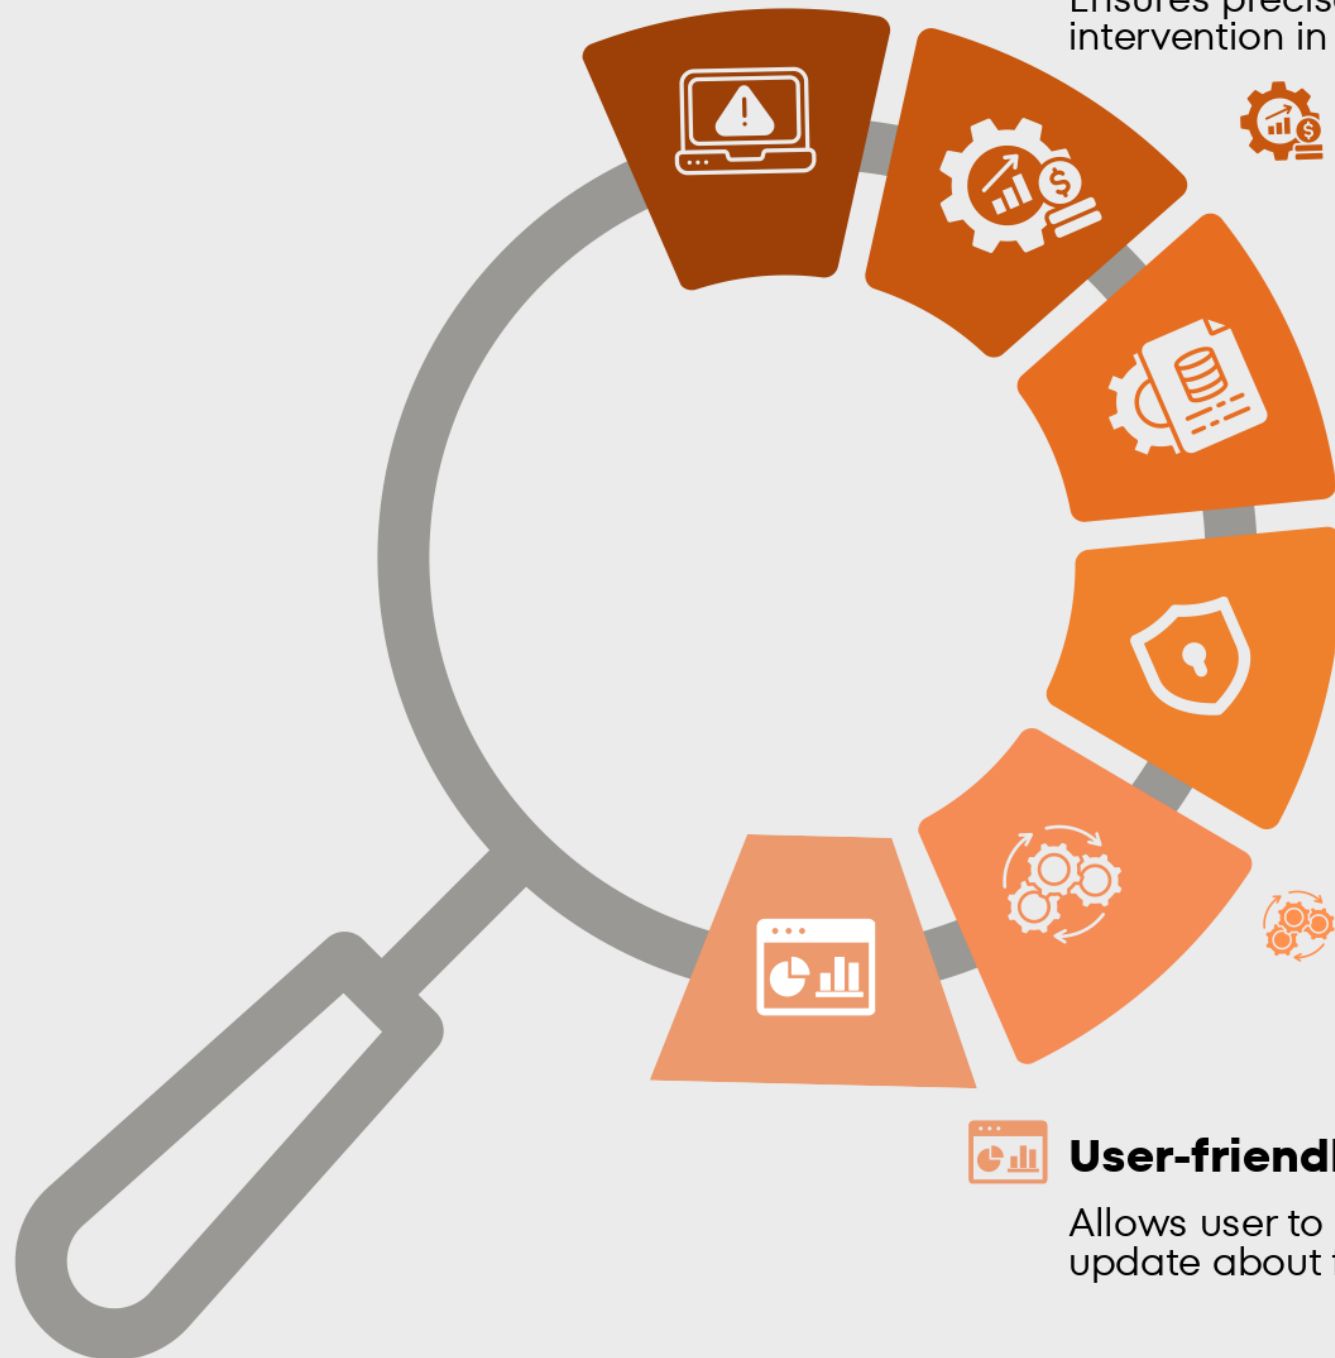 intervention in
User-friendl
Allows user to
update about